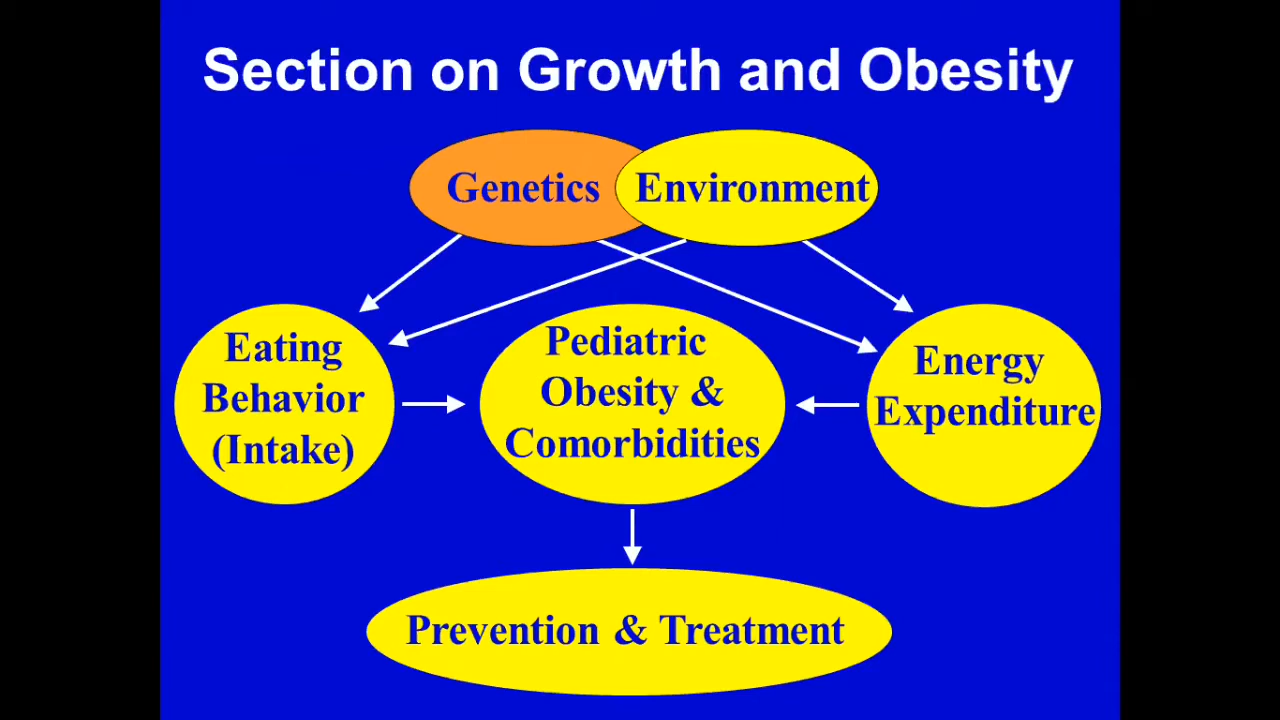 Section on Growth and Obesity
Genetics
Environment
Eating
Behavior
(Intake)
Pediatric
Obesity &
Comorbidities
Energy
Expenditure
Prevention & Treatment